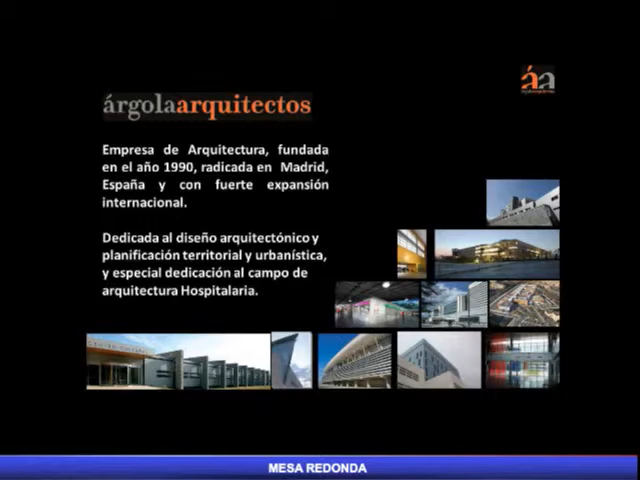 áa
árgolaarquitectos
Empresa de Arquitectura, fundada
en el año 1990, radicada en Madrid,
España y con fuerte expansión
internacional.
Dedicada al diseño arquitectónico y
planificación territorial y urbanística,
y especial dedicación al campo de
arquitectura Hospitalaria.
MESA REDONDA